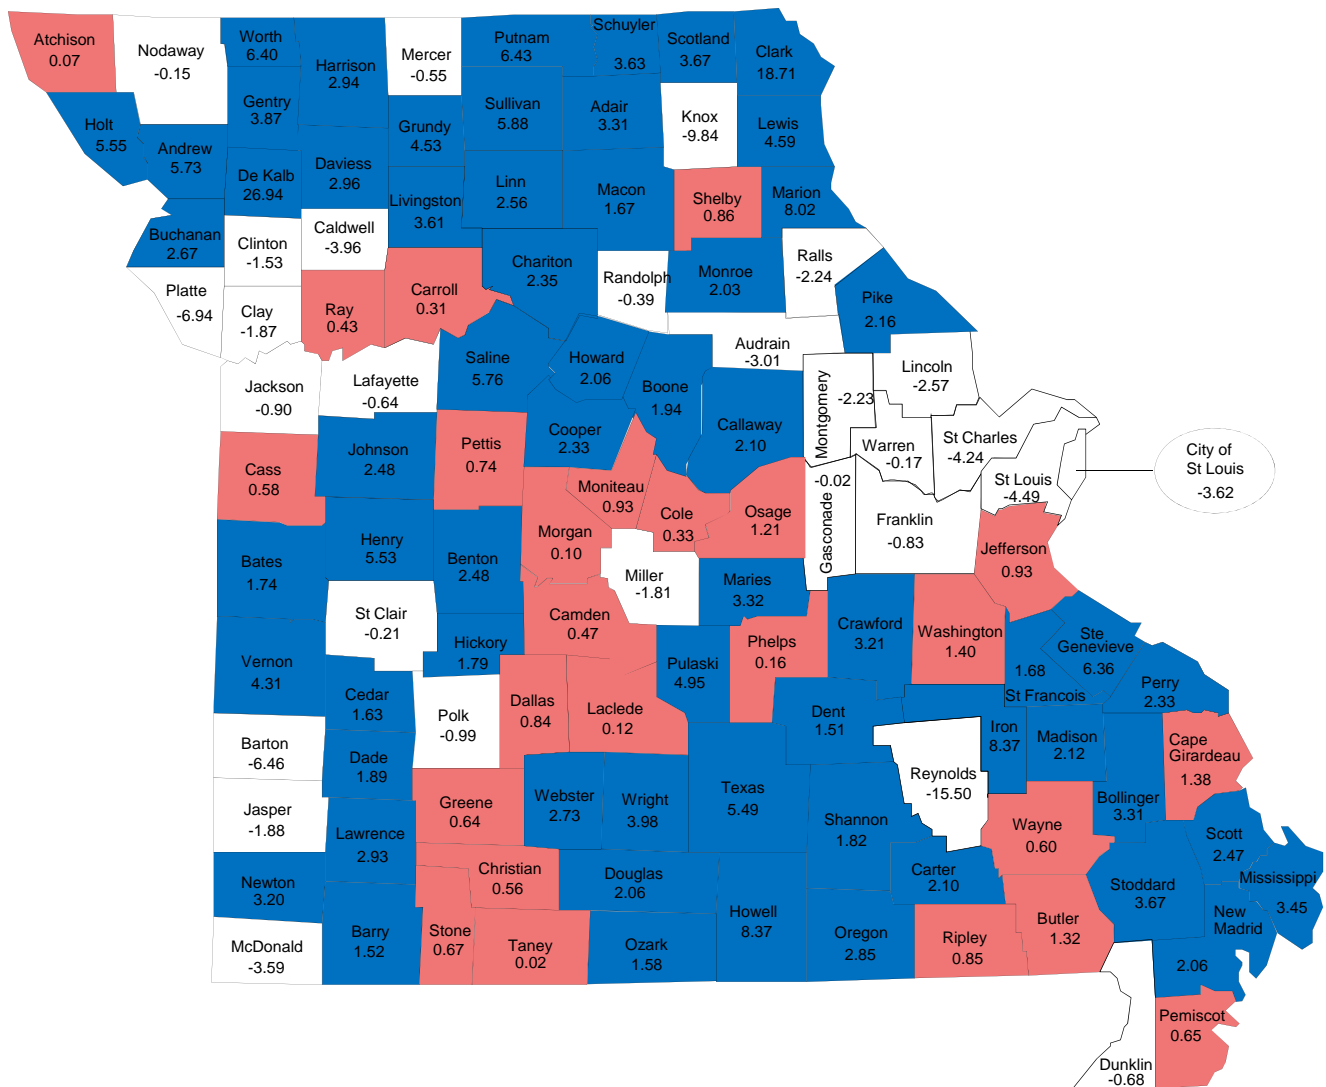 Atchison
0.07
Nodaway
-0.15
Worth
6.40
Harrison
2.94
Mercer
-0.55
Putnam
6.43
Schuyler
3.63
Scotland
3.67
Clark
18.71
Holt
5.55
Andrew
5.73
Gentry
3.87
Grundy
4.53
Sullivan
5.88
Adair
3.31
Knox
-9.84
Lewis
4.59
De Kalb
26.94
Daviess
2.96
Livingston
3.61
Linn
2.56
Macon
1.67
Shelby
0.86
Marion
8.02
Buchanan
2.67
Clinton
-1.53
Caldwell
-3.96
Chariton
2.35
Randolph
-0.39
Monroe
2.03
Ralls
-2.24
Pike
2.16
Platte
-6.94
Clay
-1.87
Ray
0.43
Carroll
0.31
Audrain
-3.01
Lincoln
-2.57
Jackson
-0.90
Lafayette
-0.64
Saline
5.76
Howard
2.06
Boone
1.94
Callaway
2.10
Montgomery
-2.23
Warren
-0.17
St Charles
-4.24
St Louis
-4.49
City of
St Louis
-3.62
Cass
0.58
Johnson
2.48
Pettis
0.74
Cooper
2.33
Moniteau
0.93
Cole
0.33
Osage
1.21
Gasconade
-0.02
Franklin
-0.83
Jefferson
0.93
Bates
1.74
Henry
5.53
Benton
2.48
Morgan
0.10
Miller
-1.81
Maries
3.32
St Clair
-0.21
Hickory
1.79
Camden
0.47
Pulaski
4.95
Phelps
0.16
Crawford
3.21
Washington
1.40
1.68
St Francois
Ste
Genevieve
6.36
Perry
2.33
Vernon
4.31
Cedar
1.63
Polk
-0.99
Dallas
0.84
Laclede
0.12
Dent
1.51
Iron
8.37
Madison
2.12
Cape
Girardeau
1.38
Barton
-6.46
Dade
1.89
Reynolds
-15.50
Bollinger
3.31
Jasper
-1.88
Lawrence
2.93
Greene
0.64
Webster
2.73
Wright
3.98
Texas
5.49
Shannon
1.82
Wayne
0.60
Scott
2.47
Mississippi
3.45
Newton
3.20
Christian
0.56
Douglas
2.06
Carter
2.10
Stoddard
3.67
New
Madrid
2.06
McDonald
-3.59
Barry
1.52
Stone
0.67
Taney
0.02
Ozark
1.58
Howell
8.37
Oregon
2.85
Ripley
0.85
Butler
1.32
Pemiscot
0.65
Dunklin
-0.68